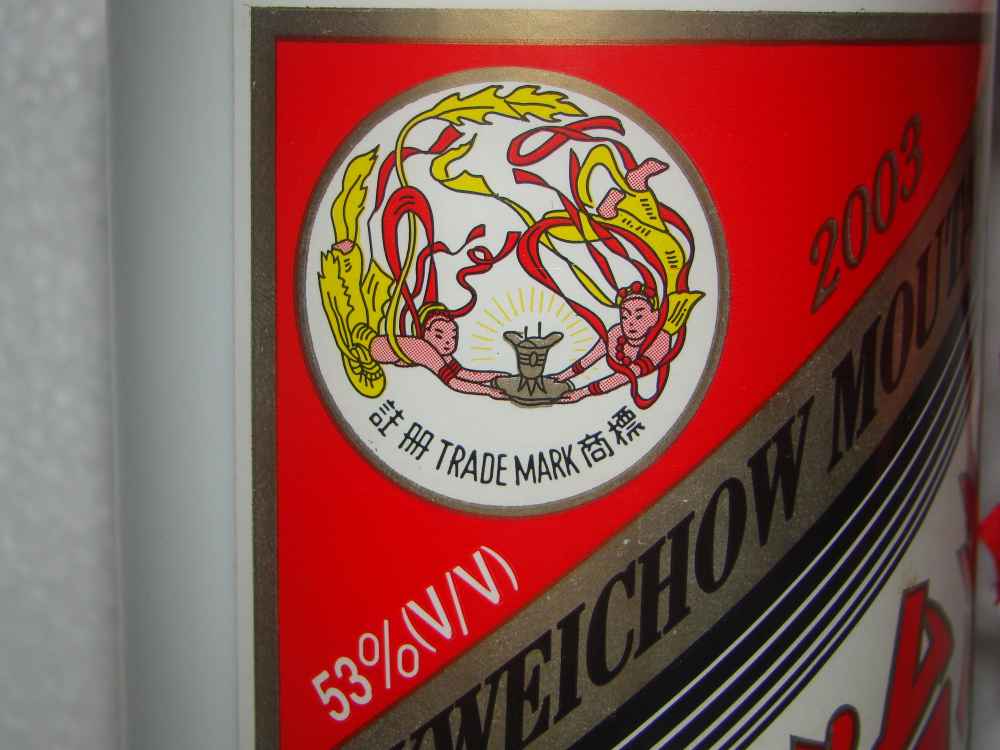 2003
註冊 TRADE MARK 商標
53%(V/V)
KWEICHOW MOUT